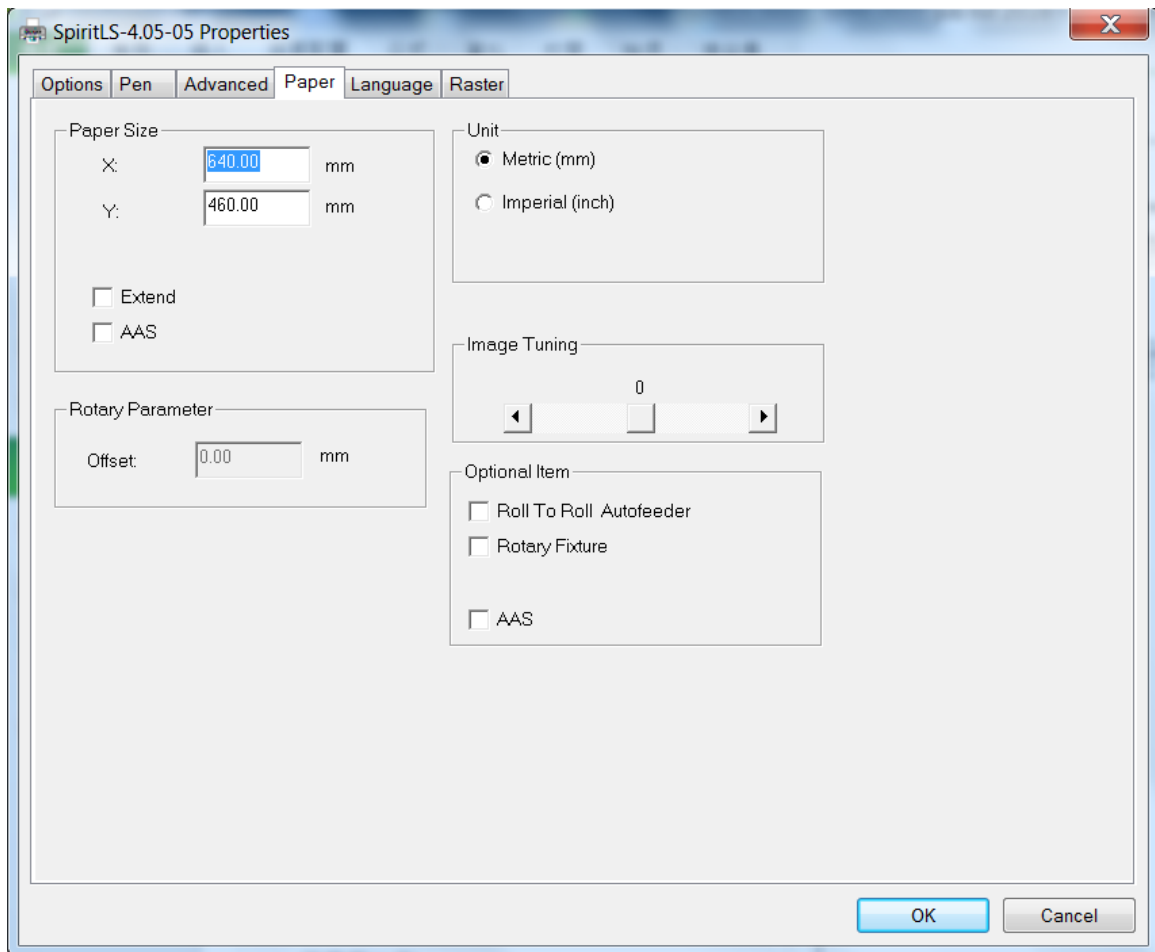 SpiritLS-4.05-05 Properties
X
Options Pen Advanced Paper Language Raster
Paper Size
X: 640.00 mm
Y: 460.00 mm
Extend
AAS
Unit
Metric (mm)
Imperial (inch)
Image Tuning
0
Rotary Parameter
Offset: 0.00 mm
Optional Item
Roll To Roll Autofeeder
Rotary Fixture
AAS
OK Cancel